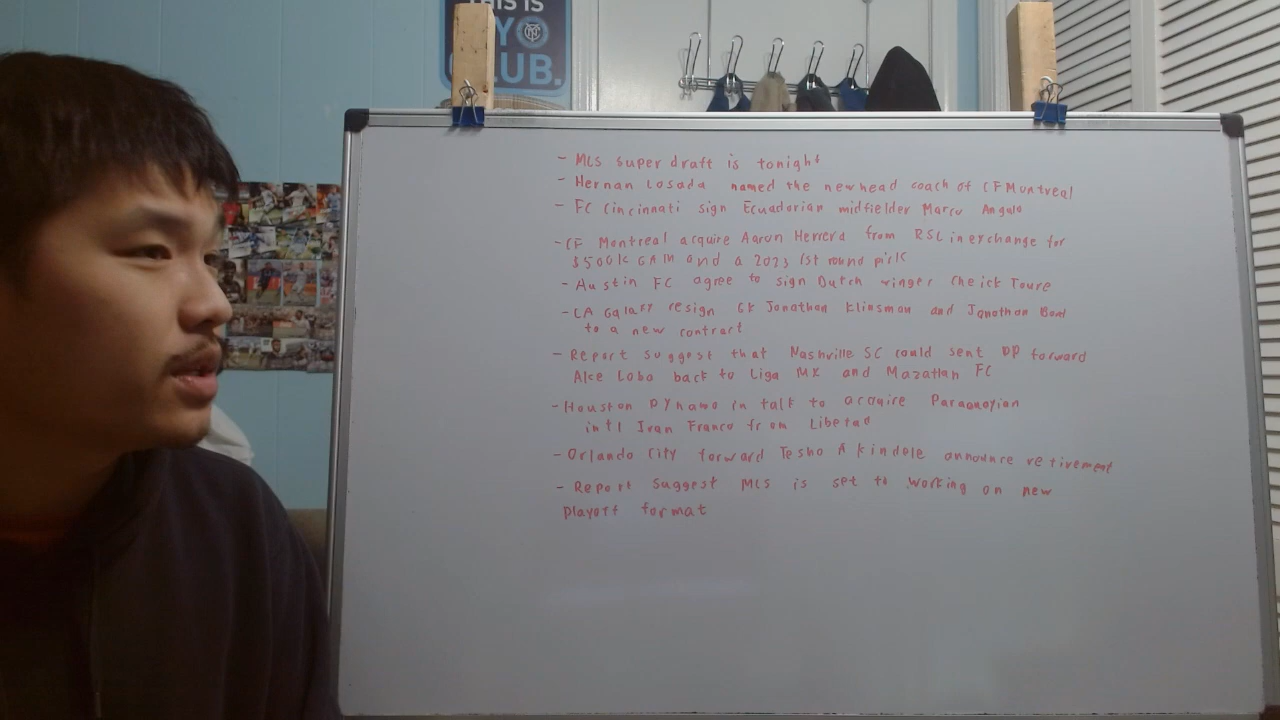 THIS IS
NYC
CLUB.
- MLS super draft is tonight
- Hernan Losada named the new head coach of CF Montreal
- FC Cincinnati sign Ecuadorian midfielder Marco Angulo
- CF Montreal acquire Aaron Herrera from RSL in exchange for
$500k GAM and a 2023 1st round pick
- Austin FC agree to sign Dutch winger Cheick Toure
- LA Galaxy resign GK Jonathan Klinsman and Jonathan Bond
to a new contract
- Report suggest that Nashville SC could sent DP forward
Ake Loba back to Liga MX and Mazatlan FC
- Houston Dynamo in talk to acquire Paraguayian
int'l Ivan Franco from Libertad
- Orlando City forward Tesho Akindele announce retirement
- Report suggest MLS is set to working on new
playoff format